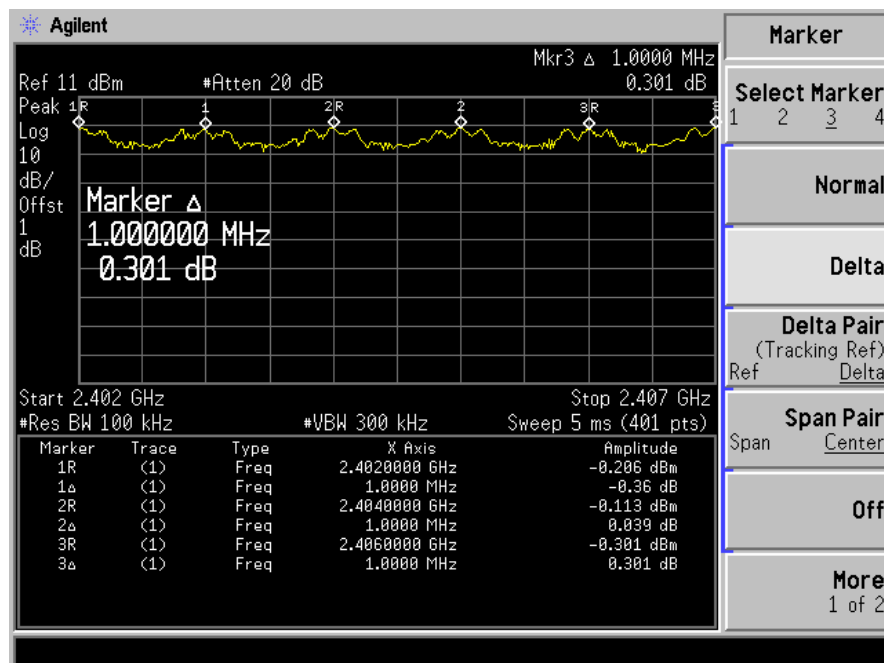 Agilent
Marker
Mkr3 Δ 1.0000 MHz
Ref 11 dBm #Atten 20 dB 0.301 dB
Peak
Log
10
dB/
Offst
1
dB
1R 1 2R 2 3R
Marker Δ
1.000000 MHz
0.301 dB
Start 2.402 GHz Stop 2.407 GHz
#Res BW 100 kHz #VBW 300 kHz Sweep 5 ms (401 pts)
Marker Trace Type X Axis Amplitude
1R (1) Freq 2.4020000 GHz -0.206 dBm
1Δ (1) Freq 1.0000 MHz -0.36 dB
2R (1) Freq 2.4040000 GHz -0.113 dBm
2Δ (1) Freq 1.0000 MHz 0.039 dB
3R (1) Freq 2.4060000 GHz -0.301 dBm
3Δ (1) Freq 1.0000 MHz 0.301 dB
Select Marker
1 2 3 4
Normal
Delta
Delta Pair
(Tracking Ref)
Ref Delta
Span Pair
Span Center
Off
More
1 of 2